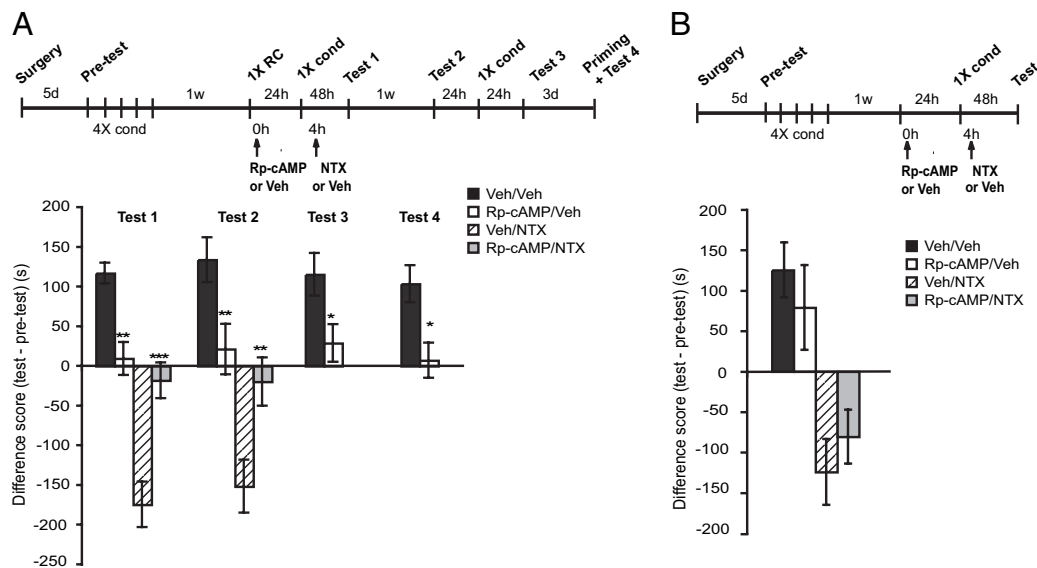 A
Surgery
Pre-test
1X RC
1X cond
Test 1
Test 2
1X cond
Test 3
Priming
+ Test 4
5d
1w
24h
48h
1w
24h
24h
3d
4X cond
0h
4h
Rp-cAMP
or Veh
NTX
or Veh
Veh/Veh
Rp-cAMP/Veh
Veh/NTX
Rp-cAMP/NTX
Test 1
Test 2
Test 3
Test 4
Difference score (test - pre-test) (s)
200
150
100
50
0
-50
-100
-150
-200
-250
**
***
**
**
*
*
B
Surgery
Pre-test
1X cond
Test
5d
1w
24h
48h
4X cond
0h
4h
Rp-cAMP
or Veh
NTX
or Veh
Veh/Veh
Rp-cAMP/Veh
Veh/NTX
Rp-cAMP/NTX
Difference score (test - pre-test) (s)
200
150
100
50
0
-50
-100
-150
-200